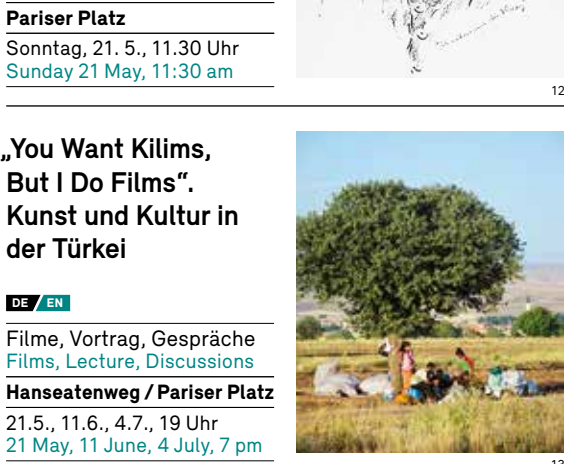 Pariser Platz
Sonntag, 21. 5., 11.30 Uhr
Sunday 21 May, 11:30 am
12
„You Want Kilims,
But I Do Films“.
Kunst und Kultur in
der Türkei
DE / EN
Filme, Vortrag, Gespräche
Films, Lecture, Discussions
Hanseatenweg / Pariser Platz
21.5., 11.6., 4.7., 19 Uhr
21 May, 11 June, 4 July, 7 pm
13